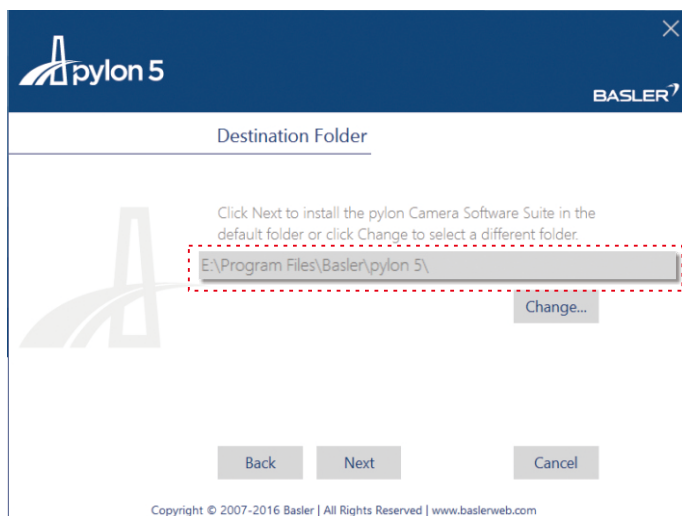 pylon 5
BASLER
Destination Folder
Click Next to install the pylon Camera Software Suite in the
default folder or click Change to select a different folder.
E:\Program Files\Basler\pylon 5\
Change...
Back Next Cancel
Copyright © 2007-2016 Basler | All Rights Reserved | www.baslerweb.com